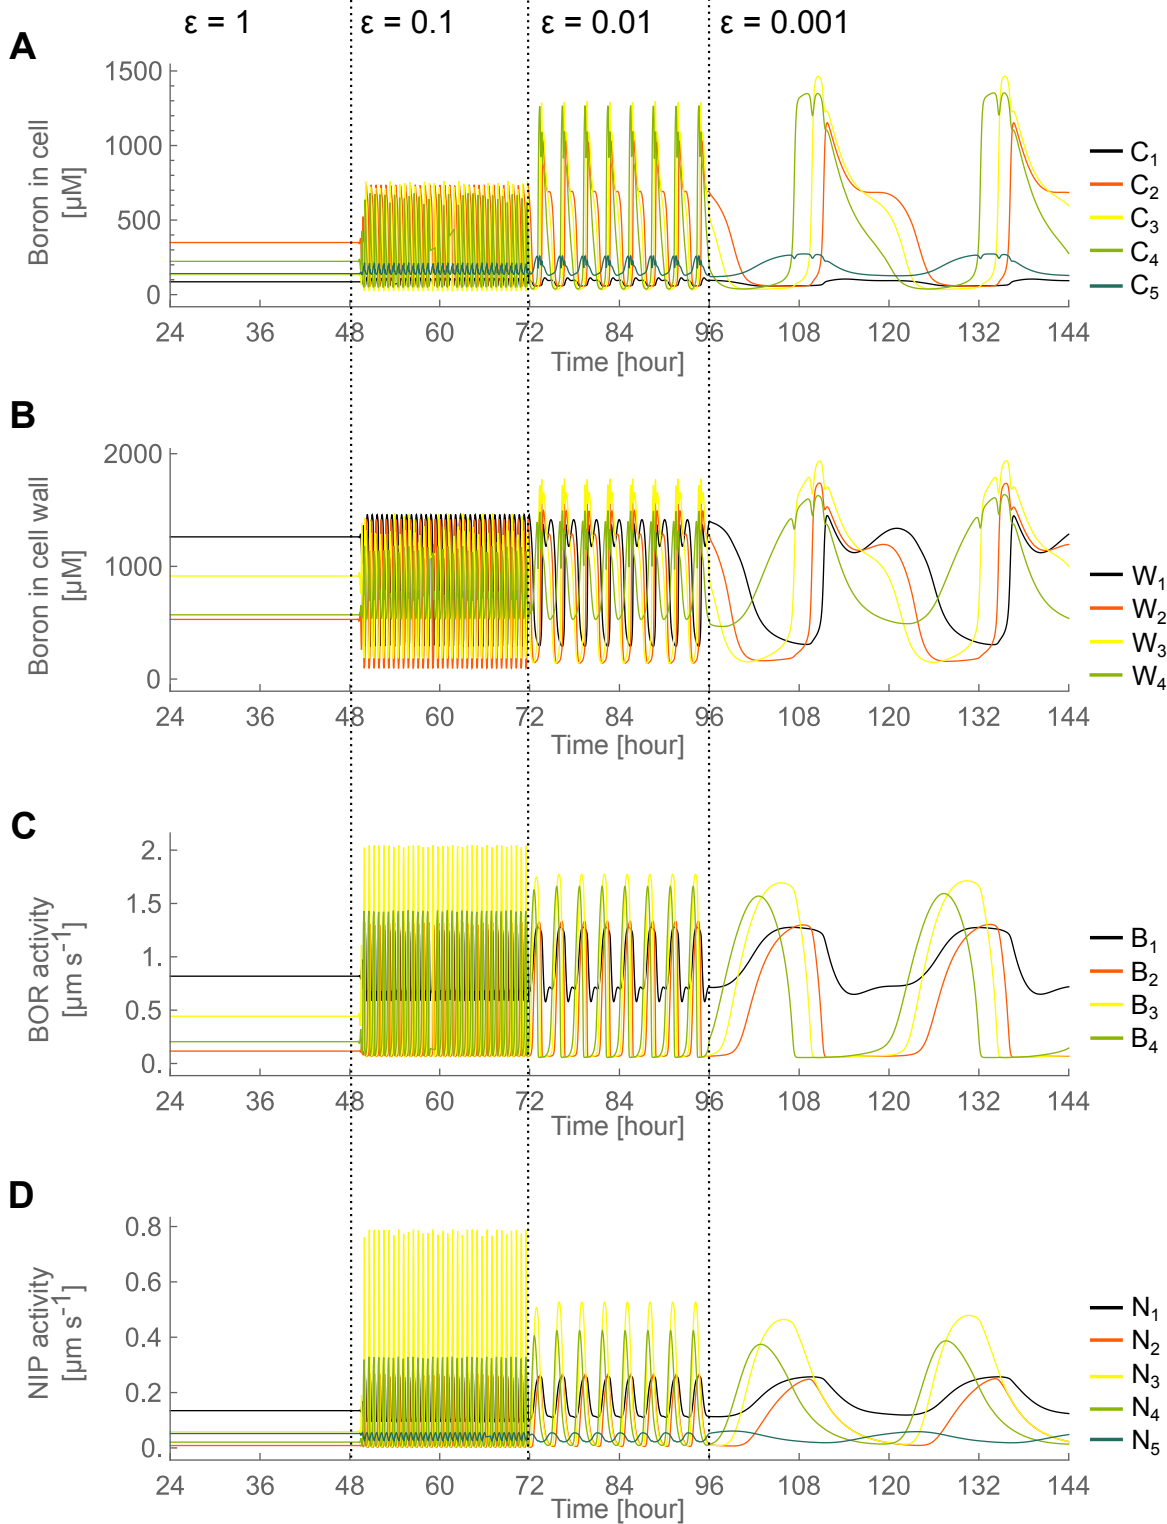 ε = 1 ε = 0.1 ε = 0.01 ε = 0.001
A
Boron in cell
[µM]
1500
1000
500
0
24 36 48 60 72 84 96 108 120 132 144
Time [hour]
C1
C2
C3
C4
C5
B
Boron in cell wall
[µM]
2000
1000
0
24 36 48 60 72 84 96 108 120 132 144
Time [hour]
W1
W2
W3
W4
C
BOR activity
[µm s⁻¹]
2.
1.5
1.
0.5
0.
24 36 48 60 72 84 96 108 120 132 144
Time [hour]
B1
B2
B3
B4
D
NIP activity
[µm s⁻¹]
0.8
0.6
0.4
0.2
0.
24 36 48 60 72 84 96 108 120 132 144
Time [hour]
N1
N2
N3
N4
N5